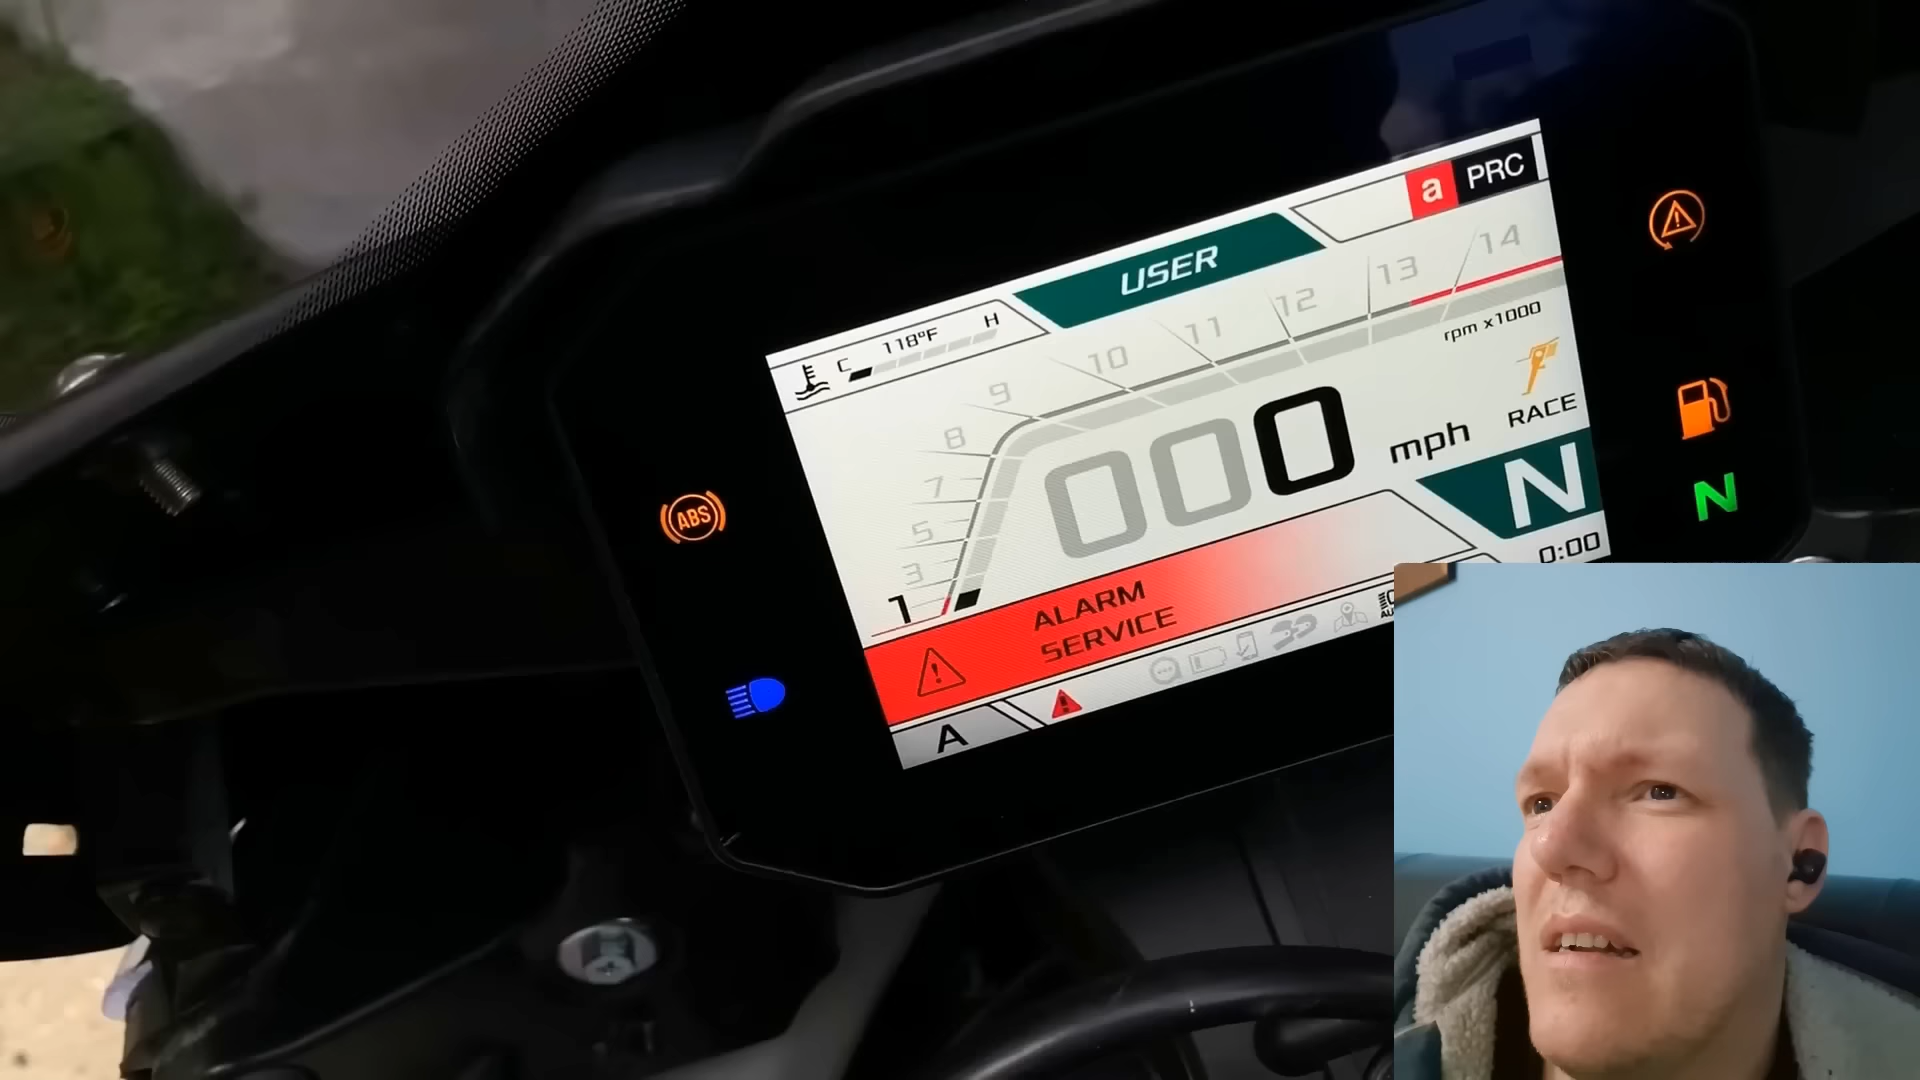 a PRC
USER
C 118°F H
1 3 5 7 8 9 10 11 12 13 14
rpm x1000
000 mph
RACE
N
0:00
ABS
N
ALARM
SERVICE
A